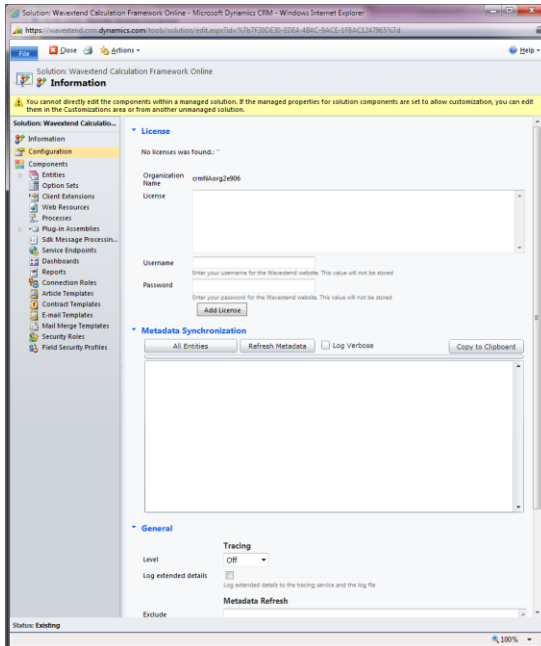 Solution: Wavextend Calculation Framework Online - Microsoft Dynamics CRM - Windows Internet Explorer
https://wavextend.crm.dynamics.com/tools/solution/edit.aspx?id=%7b7F30DE30-EDE4-4B4C-9ACE-1FBAC1247965%7d
File
Close
Actions
Help
Solution: Wavextend Calculation Framework Online
Information
You cannot directly edit the components within a managed solution. If the managed properties for solution components are set to allow customization, you can edit
them in the Customizations area or from another unmanaged solution.
Solution: Wavextend Calculatio...
Information
Configuration
Components
Entities
Option Sets
Client Extensions
Web Resources
Processes
Plug-in Assemblies
Sdk Message Processin...
Service Endpoints
Dashboards
Reports
Connection Roles
Article Templates
Contract Templates
E-mail Templates
Mail Merge Templates
Security Roles
Field Security Profiles
License
No licenses was found.: ''
Organization
Name
crmNAorg2e906
License
Username
Enter your username for the Wavextend website. This value will not be stored
Password
Enter your password for the Wavextend website. This value will not be stored
Add License
Metadata Synchronization
All Entities
Refresh Metadata
Log Verbose
Copy to Clipboard
General
Tracing
Level
Off
Log extended details
Log extended details to the tracing service and the log file
Metadata Refresh
Exclude
Status: Existing
100%